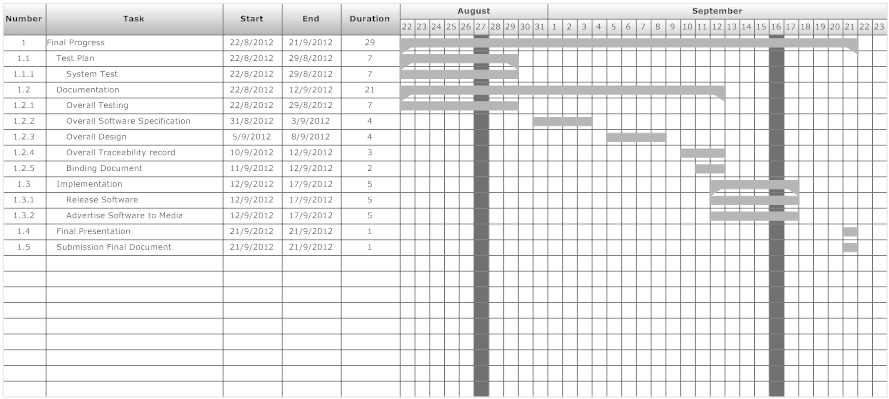 August September
Number Task Start End Duration
22 23 24 25 26 27 28 29 30 31 1 2 3 4 5 6 7 8 9 10 11 12 13 14 15 16 17 18 19 20 21 22 23
1 Final Progress 22/8/2012 21/9/2012 29
1.1 Test Plan 22/8/2012 29/8/2012 7
1.1.1 System Test 22/8/2012 29/8/2012 7
1.2 Documentation 22/8/2012 12/9/2012 21
1.2.1 Overall Testing 22/8/2012 29/8/2012 7
1.2.2 Overall Software Specification 31/8/2012 3/9/2012 4
1.2.3 Overall Design 5/9/2012 8/9/2012 4
1.2.4 Overall Traceability record 10/9/2012 12/9/2012 3
1.2.5 Binding Document 11/9/2012 12/9/2012 2
1.3 Implementation 12/9/2012 17/9/2012 5
1.3.1 Release Software 12/9/2012 17/9/2012 5
1.3.2 Advertise Software to Media 12/9/2012 17/9/2012 5
1.4 Final Presentation 21/9/2012 21/9/2012 1
1.5 Submission Final Document 21/9/2012 21/9/2012 1